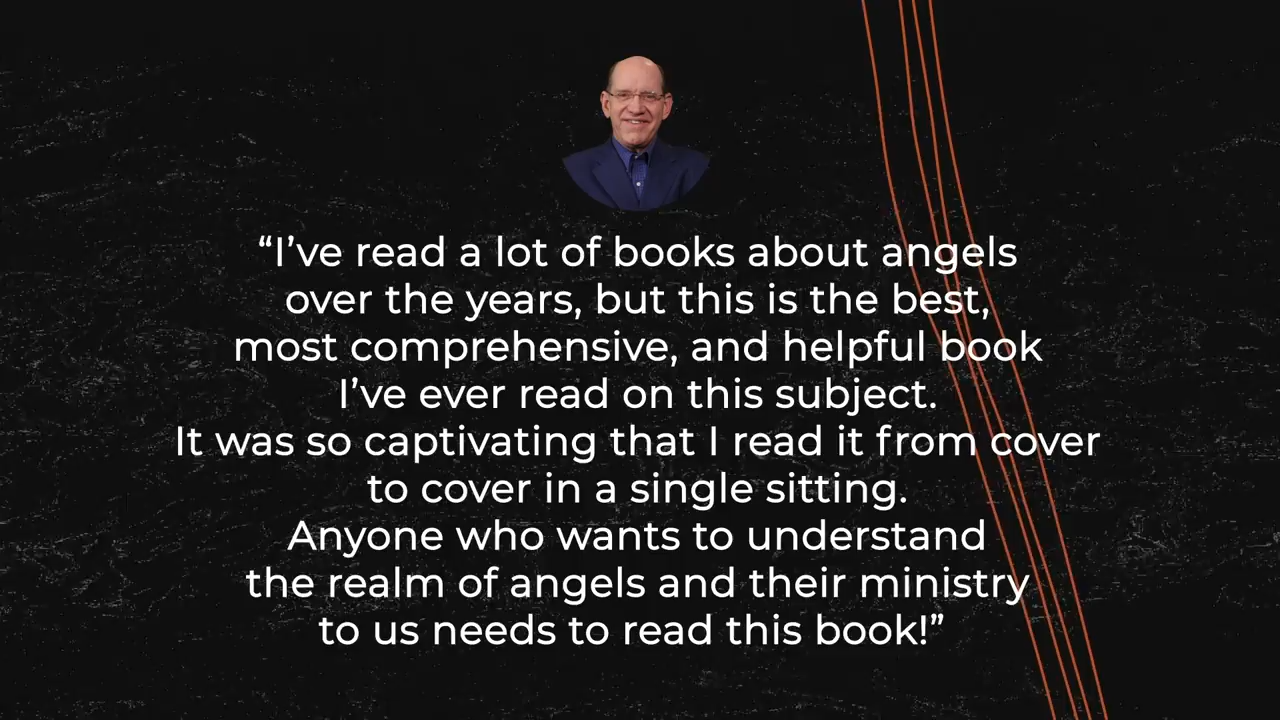 “I’ve read a lot of books about angels
over the years, but this is the best,
most comprehensive, and helpful book
I’ve ever read on this subject.
It was so captivating that I read it from cover
to cover in a single sitting.
Anyone who wants to understand
the realm of angels and their ministry
to us needs to read this book!”